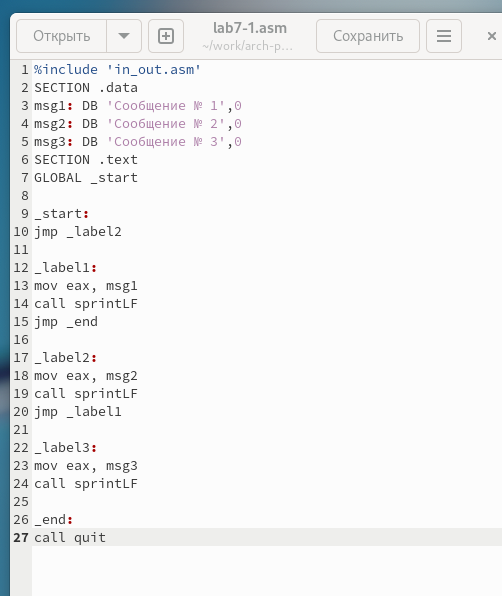 Открыть
lab7-1.asm
~/work/arch-p...
Сохранить
1 %include 'in_out.asm'
2 SECTION .data
3 msg1: DB 'Сообщение № 1',0
4 msg2: DB 'Сообщение № 2',0
5 msg3: DB 'Сообщение № 3',0
6 SECTION .text
7 GLOBAL _start
8
9 _start:
10 jmp _label2
11
12 _label1:
13 mov eax, msg1
14 call sprintLF
15 jmp _end
16
17 _label2:
18 mov eax, msg2
19 call sprintLF
20 jmp _label1
21
22 _label3:
23 mov eax, msg3
24 call sprintLF
25
26 _end:
27 call quit